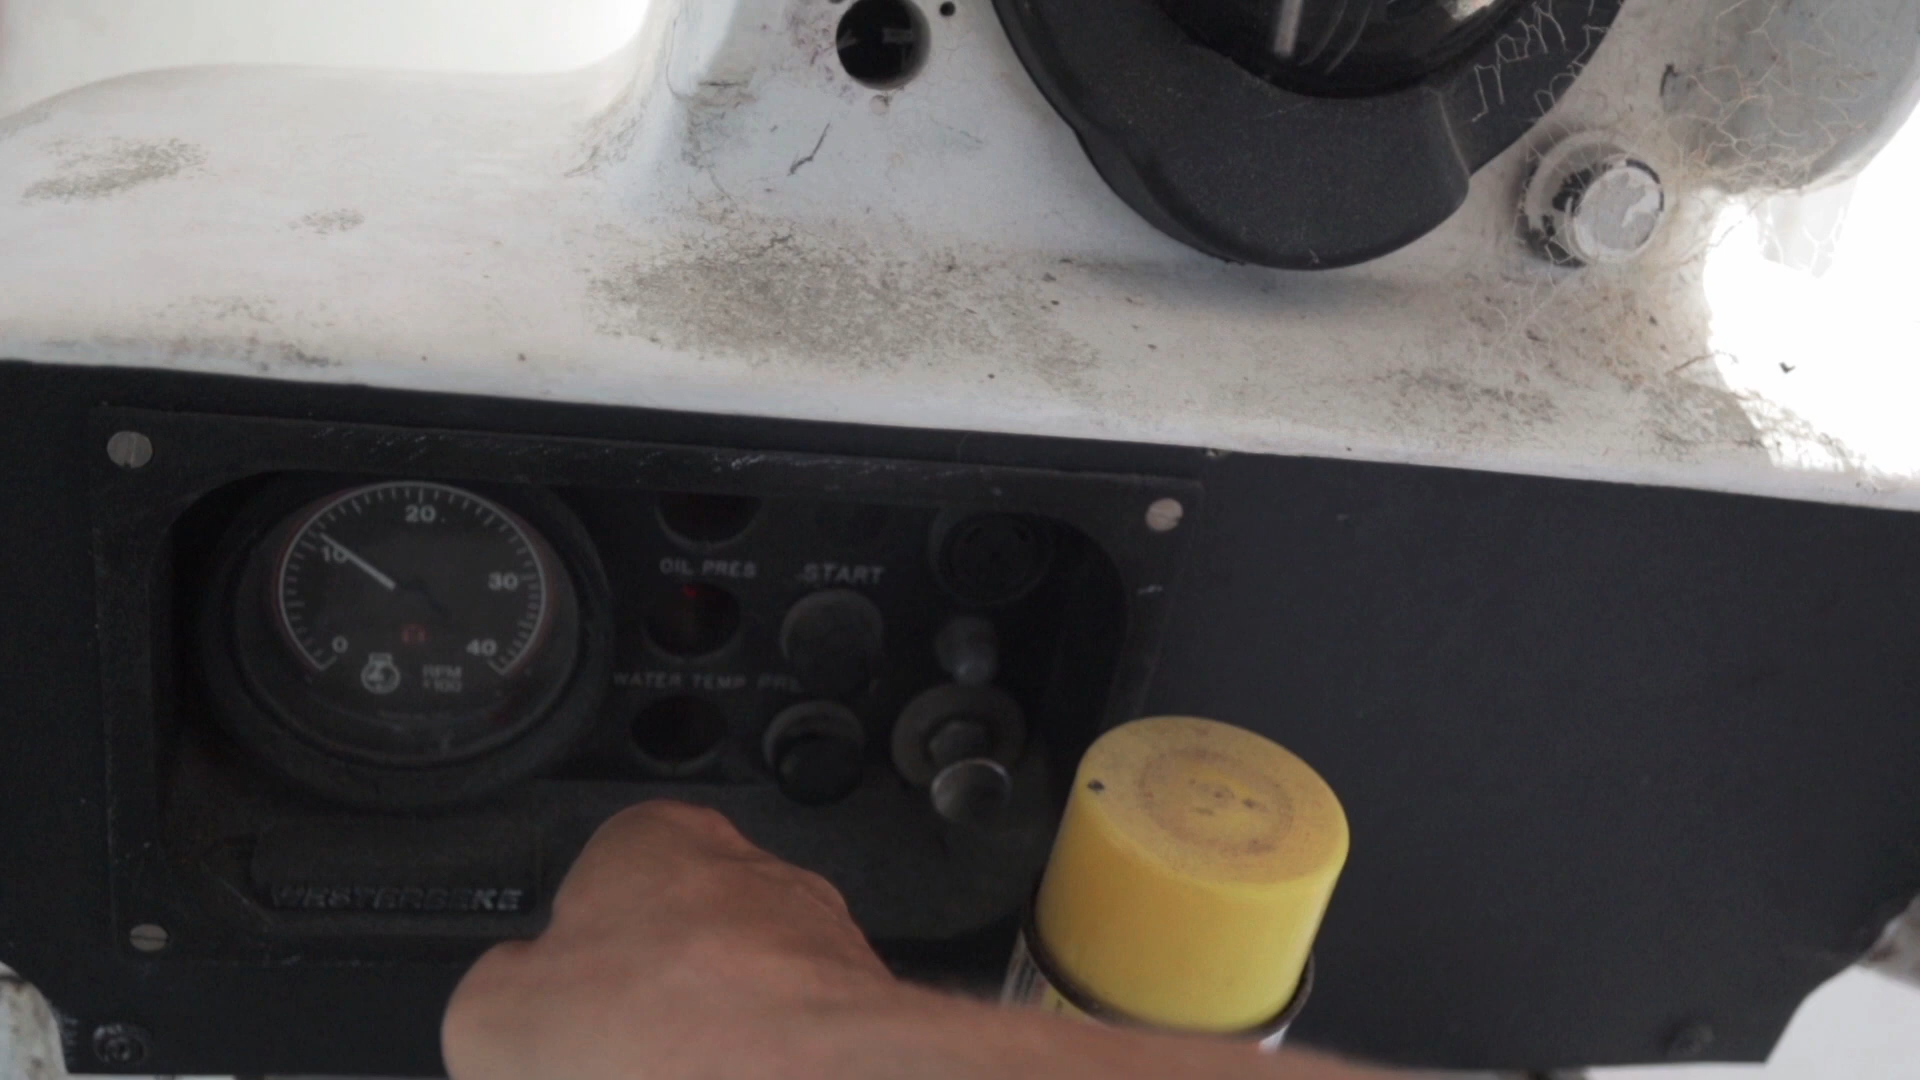 20
10
30
0
40
RPM
x100
OIL PRES
START
WATER TEMP
WESTERBEKE